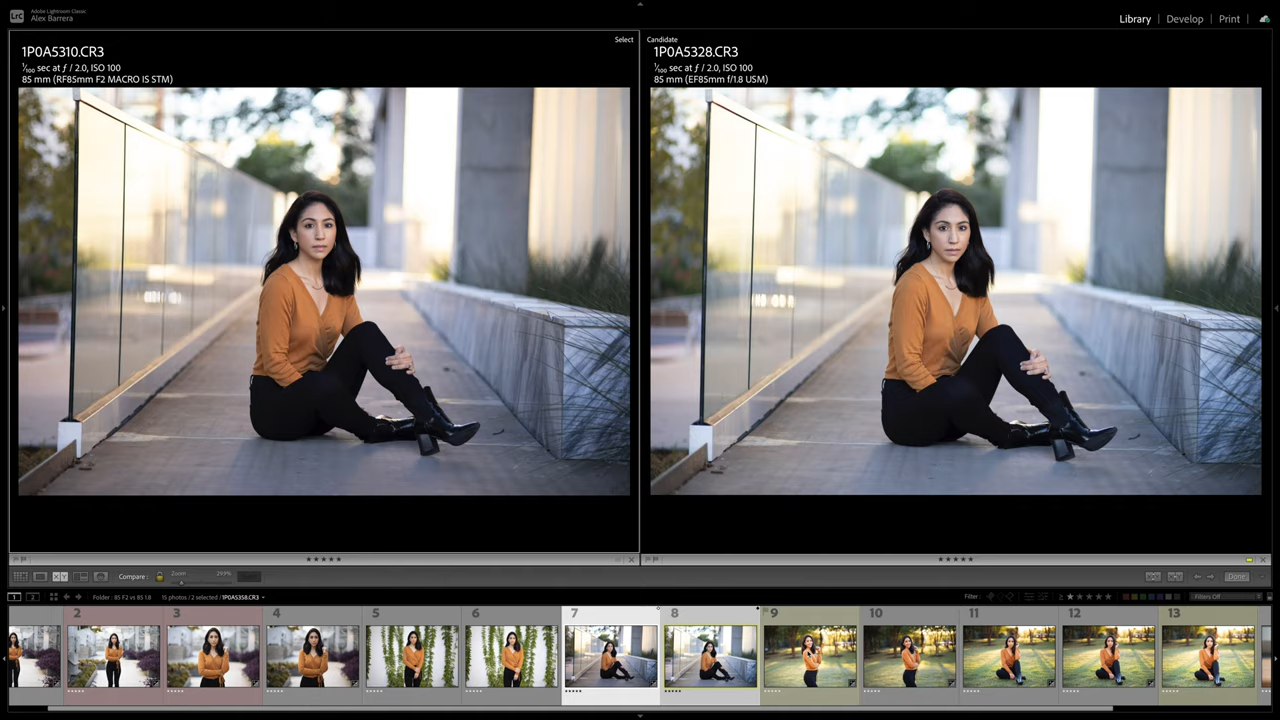 LrC
Adobe Lightroom Classic
Alex Barrera
Library | Develop | Print
Select
1P0A5310.CR3
1/100 sec at ƒ / 2.0, ISO 100
85 mm (RF85mm F2 MACRO IS STM)
Candidate
1P0A5328.CR3
1/100 sec at ƒ / 2.0, ISO 100
85 mm (EF85mm f/1.8 USM)
Compare :
Zoom
Done
1
2
Folder : 85 F2 vs 85 1.8
15 photos / 2 selected / 1P0A5358.CR3
Filter :
Filters Off
2
3
4
5
6
7
8
9
10
11
12
13